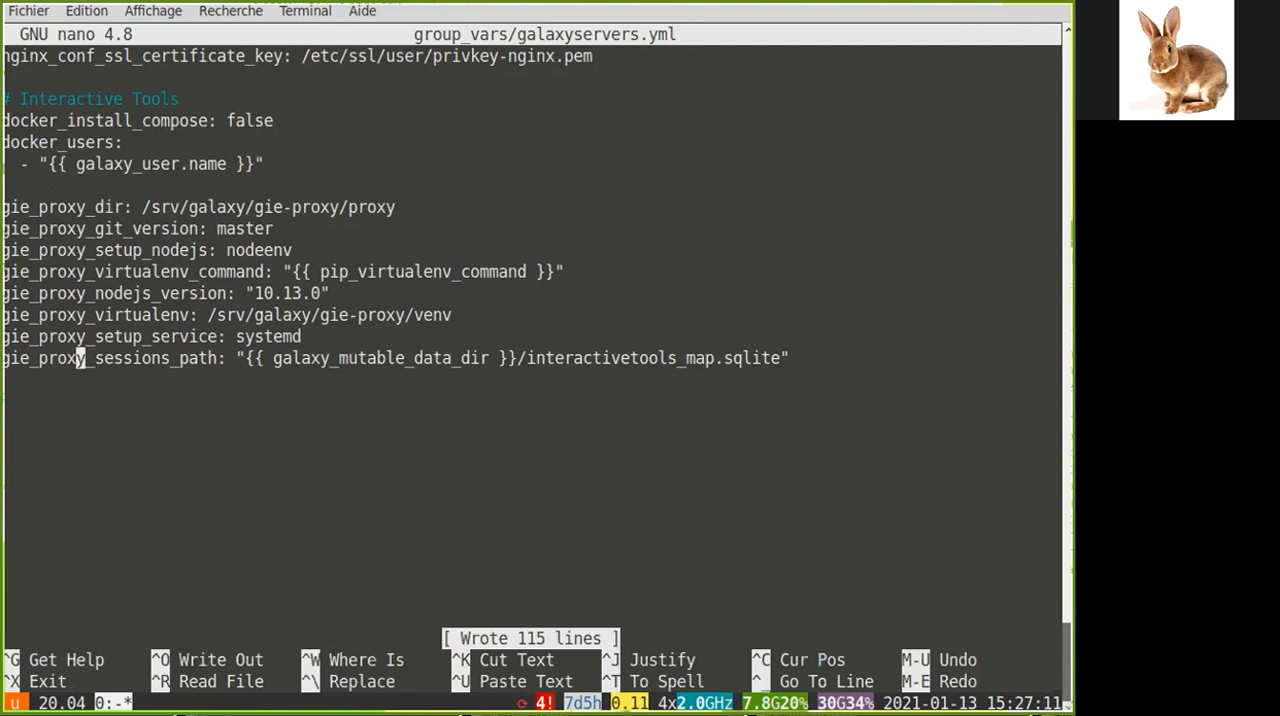 Fichier Edition Affichage Recherche Terminal Aide
GNU nano 4.8 group_vars/galaxyservers.yml
nginx_conf_ssl_certificate_key: /etc/ssl/user/privkey-nginx.pem
# Interactive Tools
docker_install_compose: false
docker_users:
- "{{ galaxy_user.name }}"
gie_proxy_dir: /srv/galaxy/gie-proxy/proxy
gie_proxy_git_version: master
gie_proxy_setup_nodejs: nodeenv
gie_proxy_virtualenv_command: "{{ pip_virtualenv_command }}"
gie_proxy_nodejs_version: "10.13.0"
gie_proxy_virtualenv: /srv/galaxy/gie-proxy/venv
gie_proxy_setup_service: systemd
gie_proxy_sessions_path: "{{ galaxy_mutable_data_dir }}/interactivetools_map.sqlite"
[ Wrote 115 lines ]
^G Get Help ^O Write Out ^W Where Is ^K Cut Text ^J Justify ^C Cur Pos M-U Undo
^X Exit ^R Read File ^\ Replace ^U Paste Text ^T To Spell ^_ Go To Line M-E Redo
u 20.04 0:-* 4! 7d5h 0.11 4x2.0GHz 7.8G20% 30G34% 2021-01-13 15:27:11